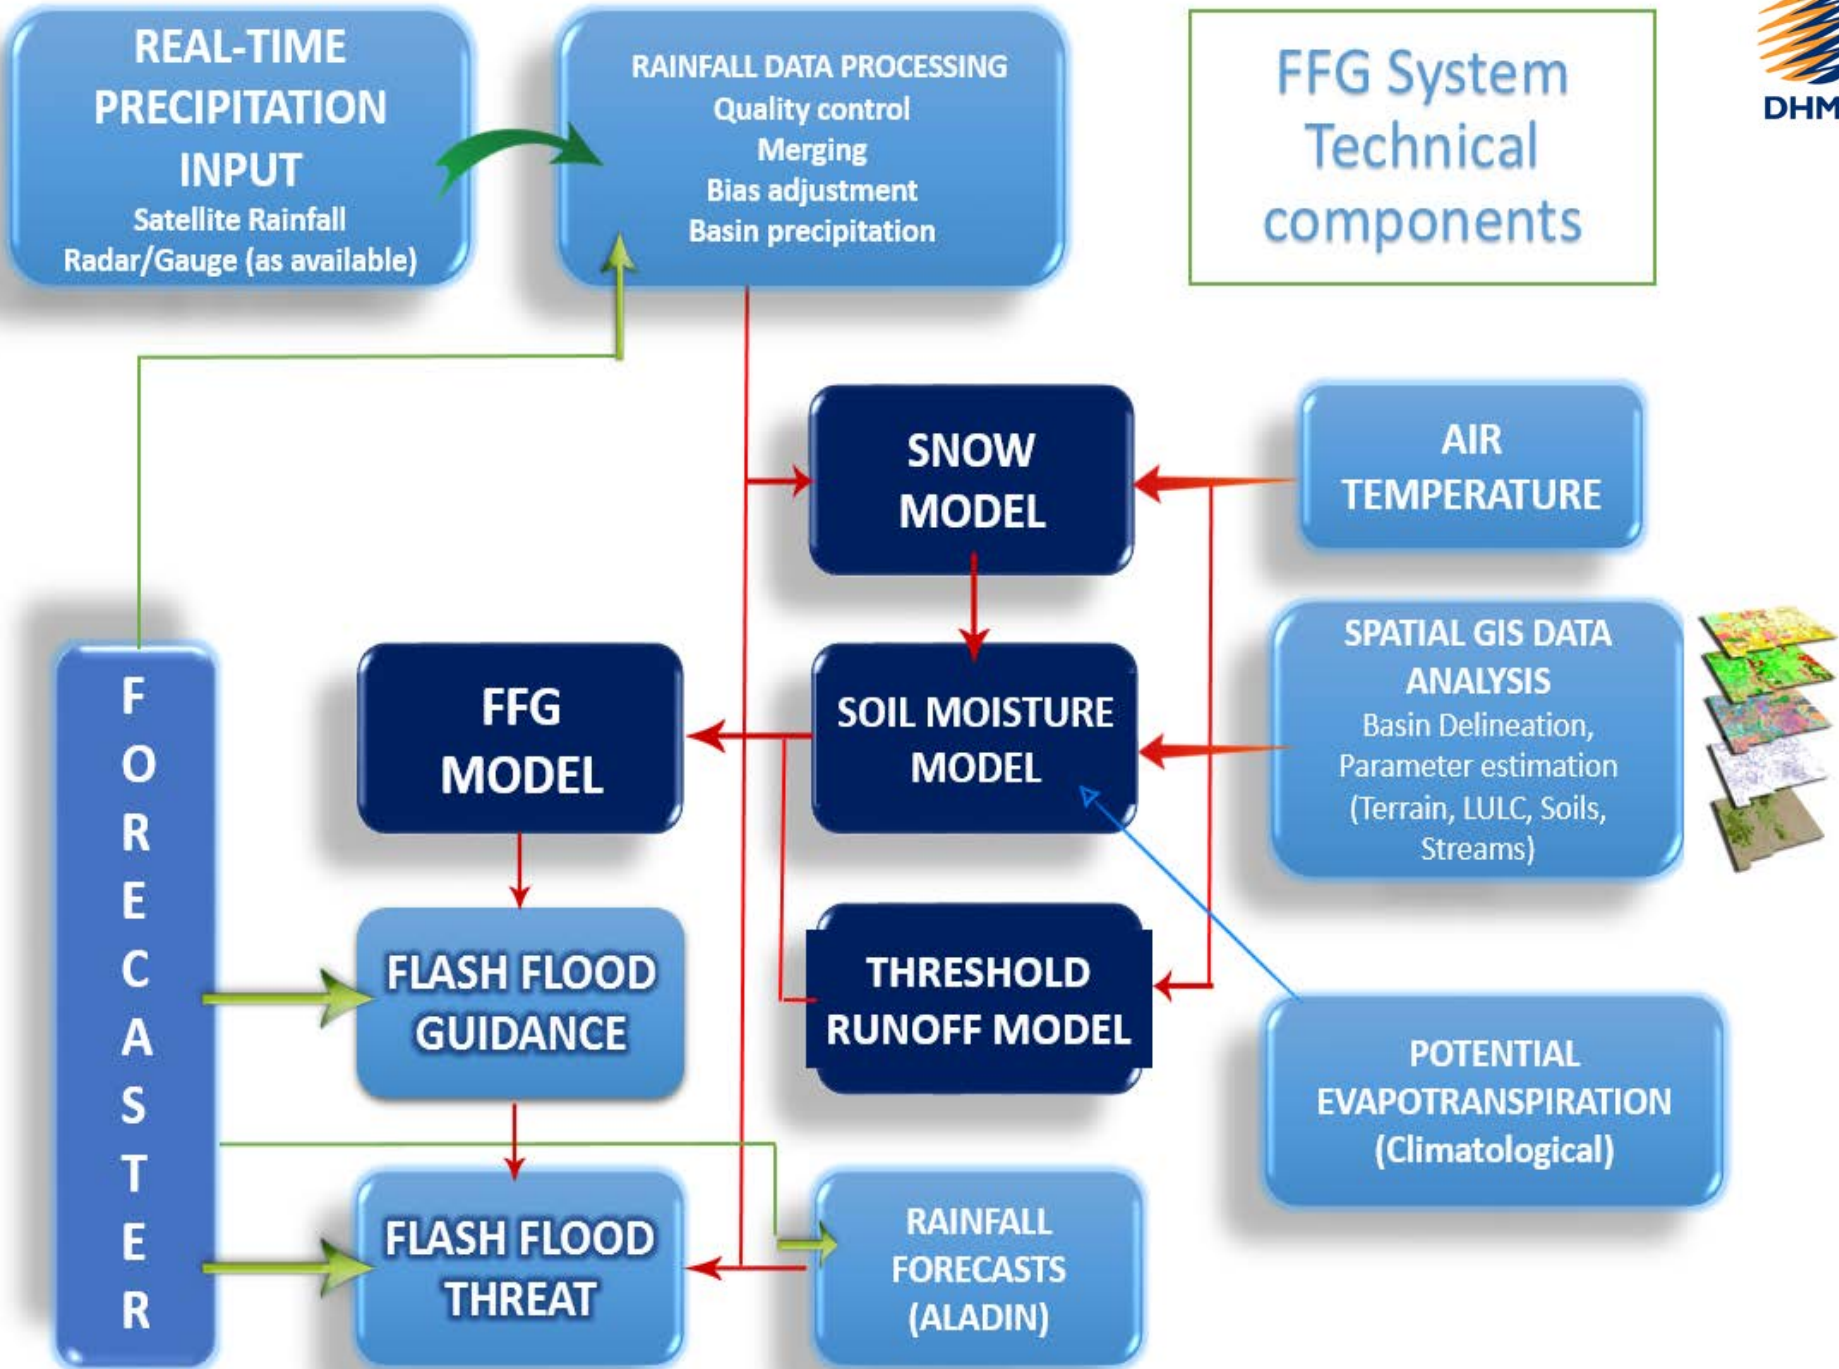 REAL-TIME
PRECIPITATION
INPUT
Satellite Rainfall
Radar/Gauge (as available)
RAINFALL DATA PROCESSING
Quality control
Merging
Bias adjustment
Basin precipitation
FFG System
Technical
components
DHM
SNOW
MODEL
AIR
TEMPERATURE
SPATIAL GIS DATA
ANALYSIS
Basin Delineation,
Parameter estimation
(Terrain, LULC, Soils,
Streams)
F
O
R
E
C
A
S
T
E
R
FFG
MODEL
SOIL MOISTURE
MODEL
FLASH FLOOD
GUIDANCE
THRESHOLD
RUNOFF MODEL
POTENTIAL
EVAPOTRANSPIRATION
(Climatological)
FLASH FLOOD
THREAT
RAINFALL
FORECASTS
(ALADIN)